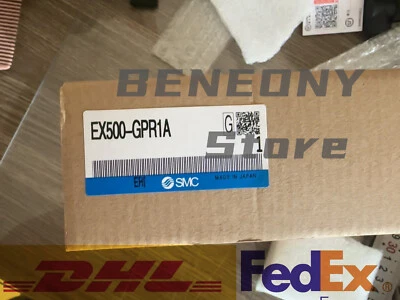 BENEONY
Store
EX500-GPR1A
G
1
EHI
SMC
MADE IN JAPAN
DHL
FedEx